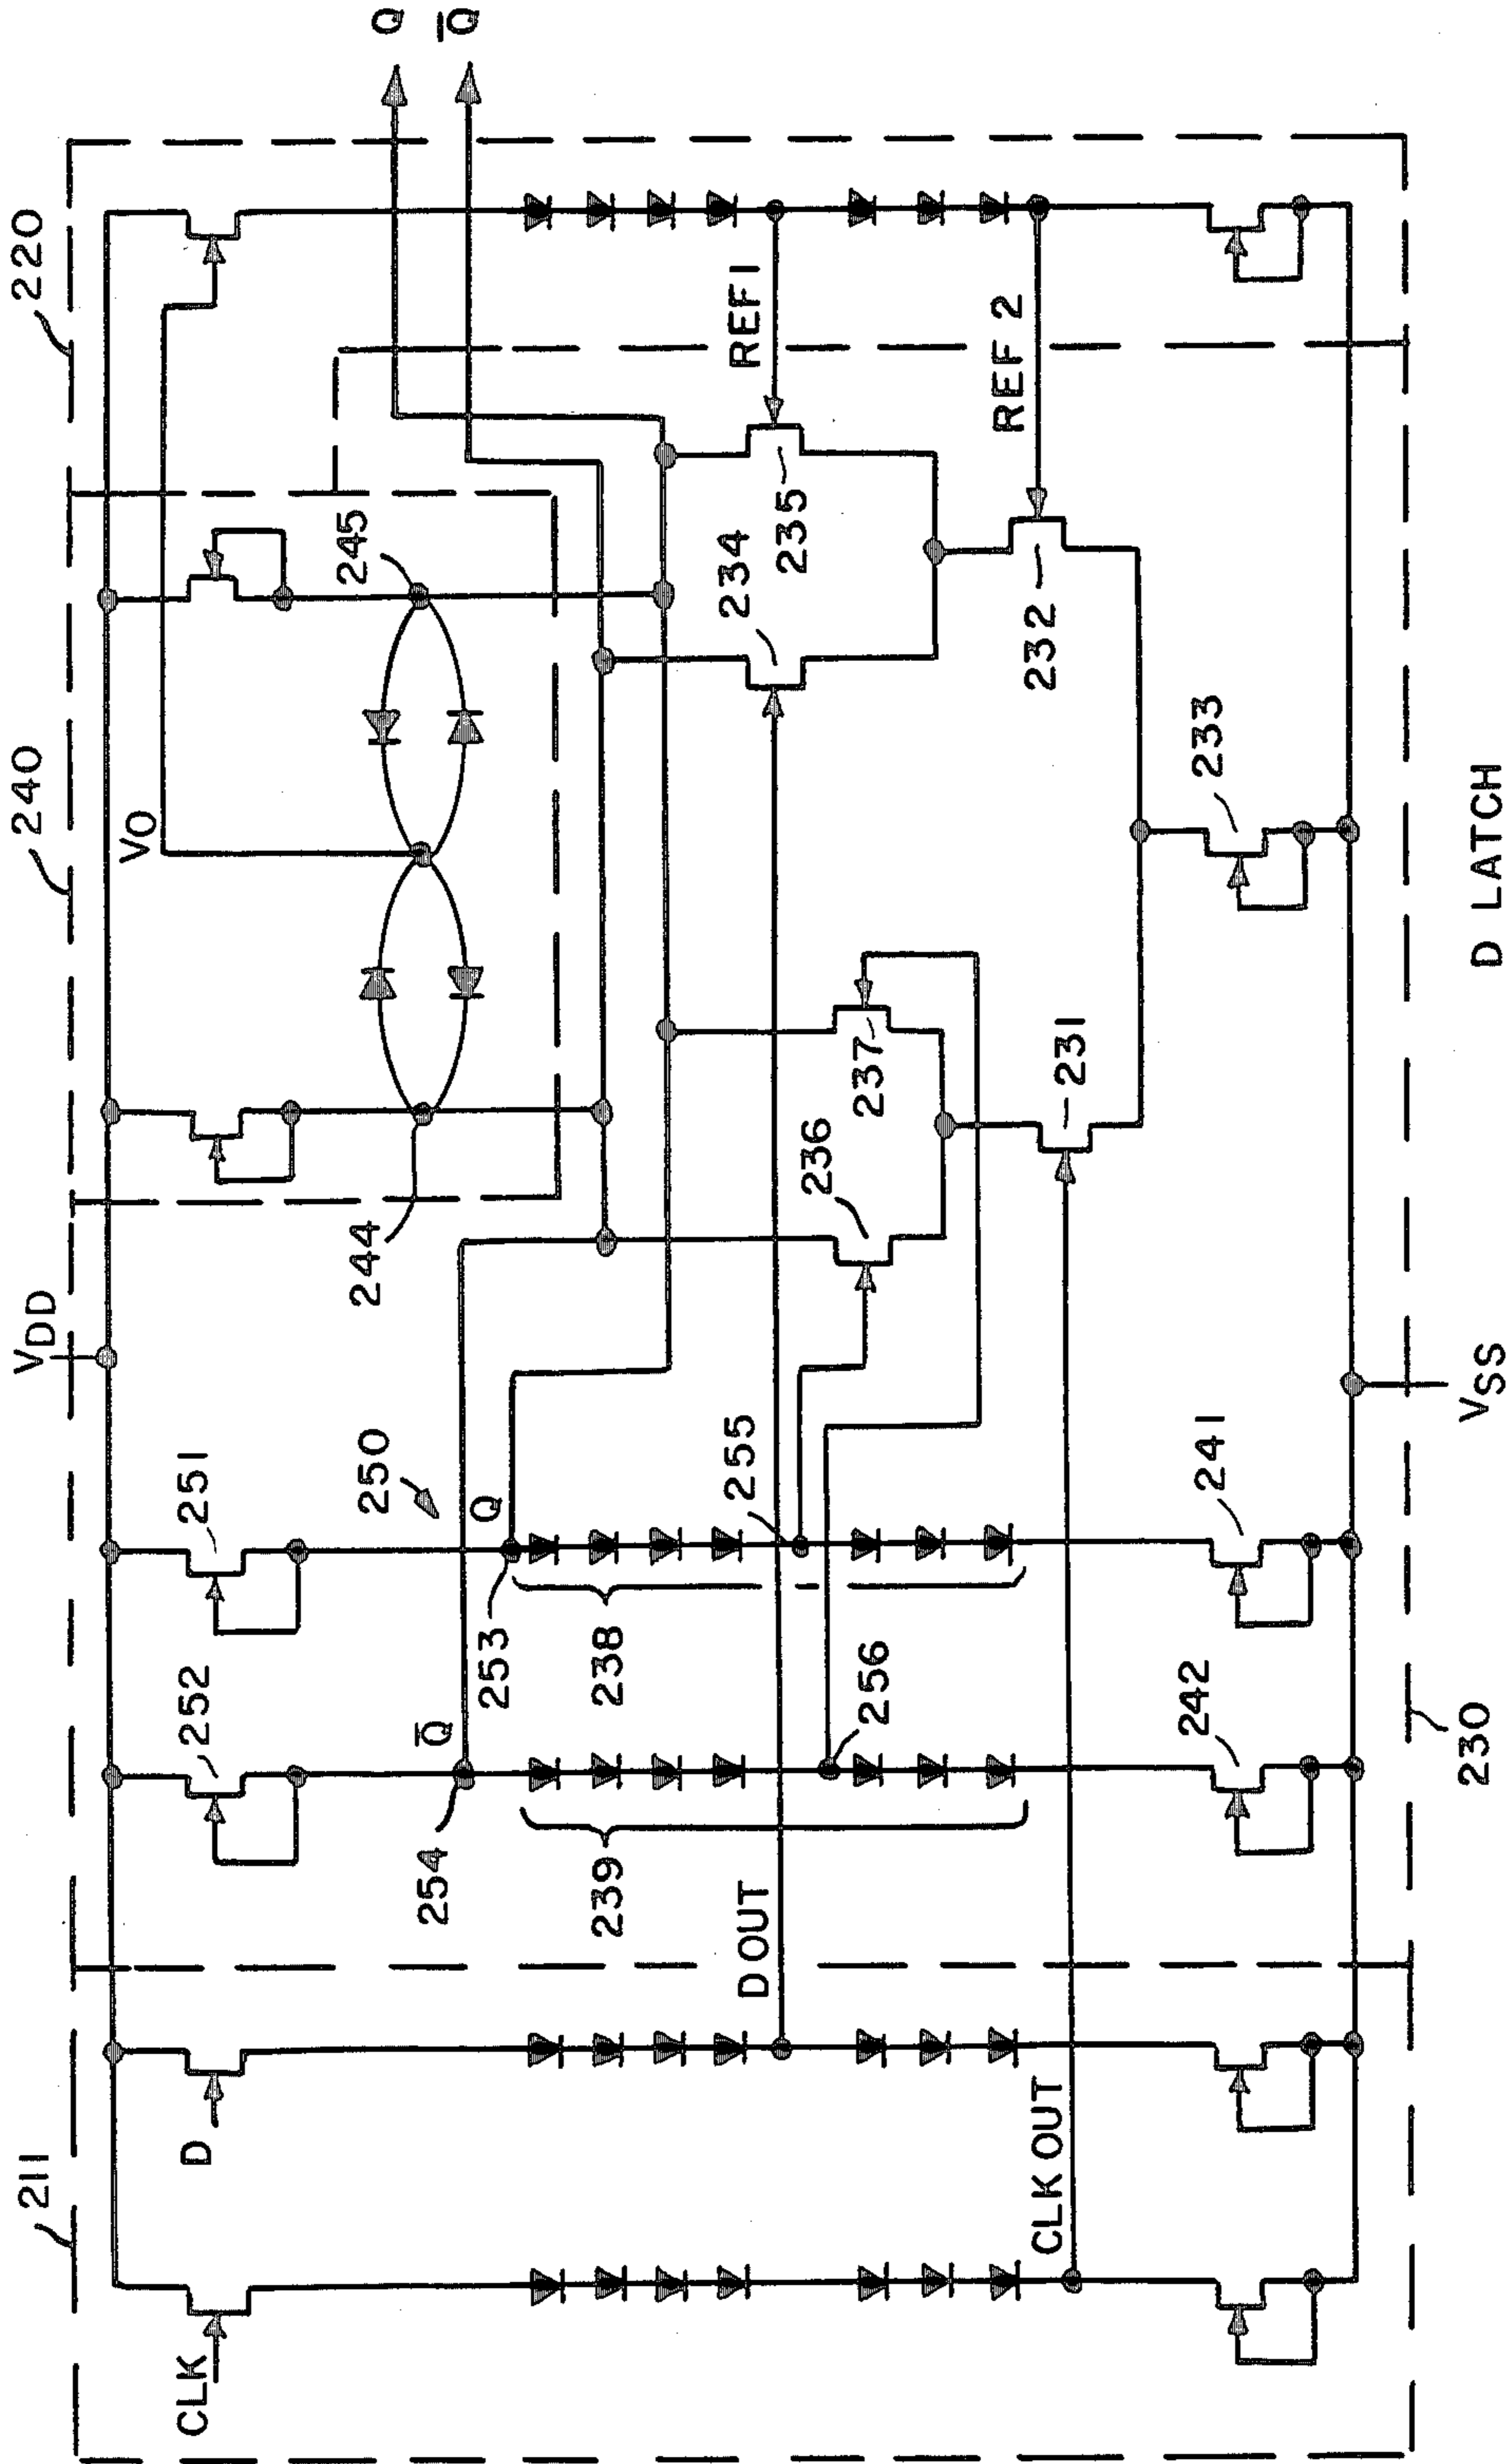 211
240
220
VDD
CLK
D
252
251
VO
244
245
Q
Q̅
250
Q̅
Q
254
253
239
238
255
256
D OUT
CLK OUT
236
237
234
235
REF1
REF 2
231
232
233
242
241
230
VSS
D LATCH